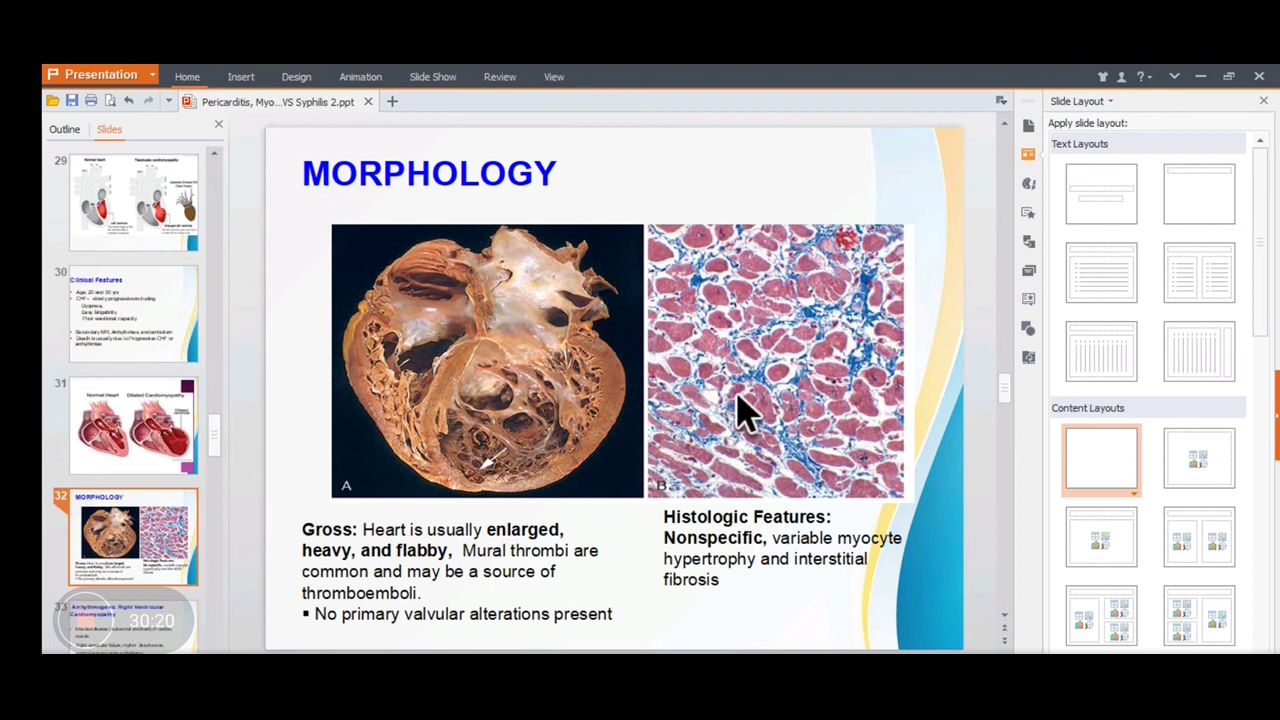 Presentation
Home Insert Design Animation Slide Show Review View
Pericarditis, Myo...VS Syphilis 2.ppt
Outline Slides
29
Normal heart
30
Clinical Features
31
Normal Heart Dilated Cardiomyopathy
32
MORPHOLOGY
33
Arrhythmogenic Right Ventricular
Cardiomyopathy
30:20
MORPHOLOGY
A
B
Gross: Heart is usually enlarged,
heavy, and flabby, Mural thrombi are
common and may be a source of
thromboemboli.
▪ No primary valvular alterations present
Histologic Features:
Nonspecific, variable myocyte
hypertrophy and interstitial
fibrosis
Slide Layout
Apply slide layout:
Text Layouts
Content Layouts